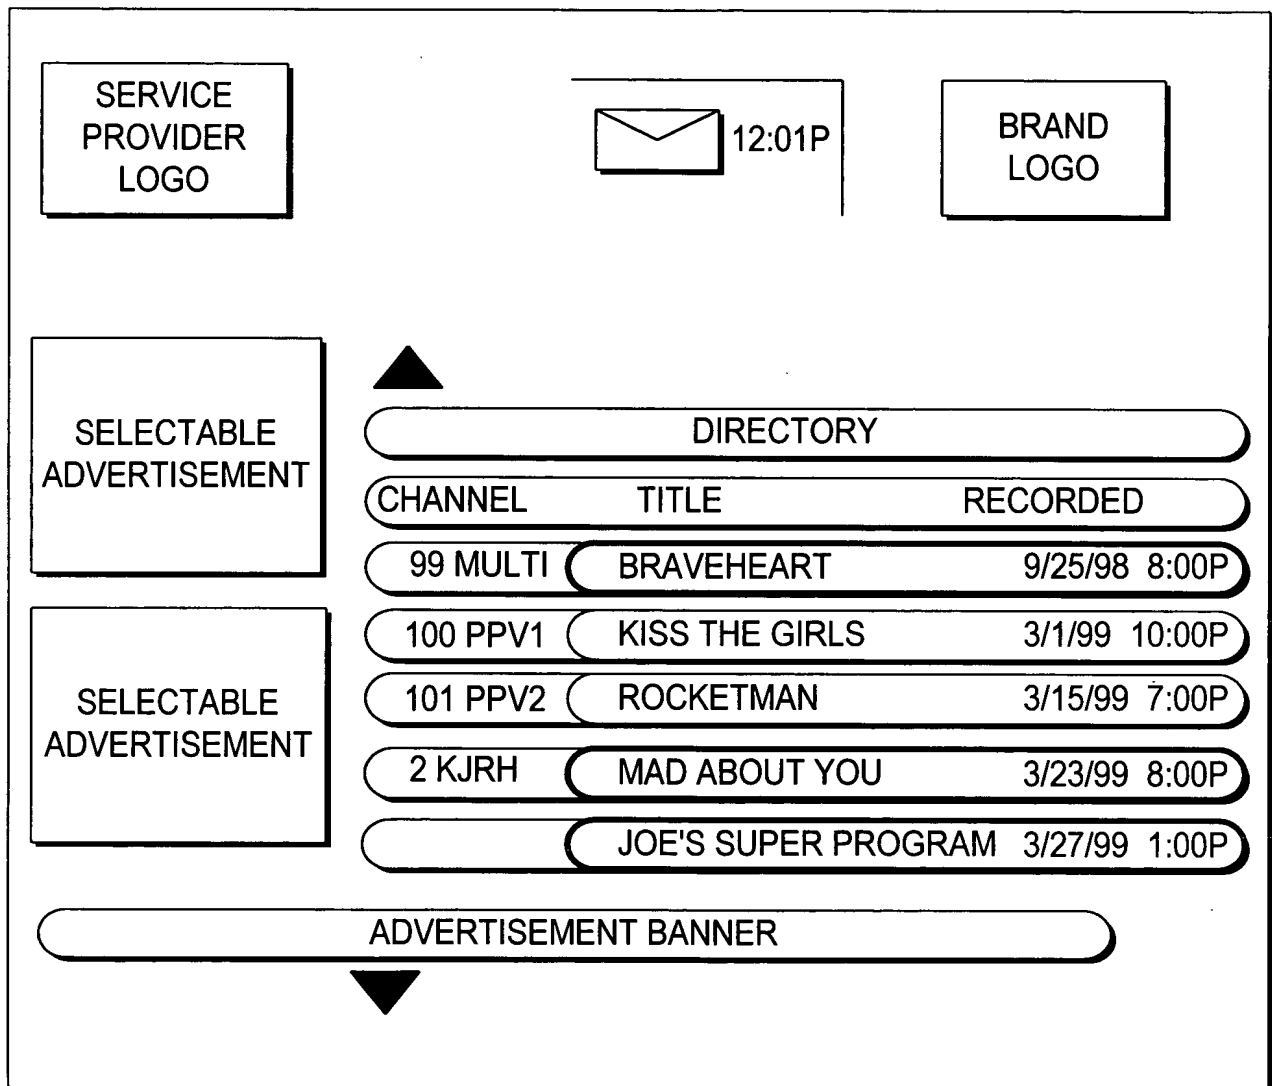 SERVICE
PROVIDER
LOGO
12:01P
BRAND
LOGO
SELECTABLE
ADVERTISEMENT
SELECTABLE
ADVERTISEMENT
DIRECTORY
CHANNEL TITLE RECORDED
99 MULTI BRAVEHEART 9/25/98 8:00P
100 PPV1 KISS THE GIRLS 3/1/99 10:00P
101 PPV2 ROCKETMAN 3/15/99 7:00P
2 KJRH MAD ABOUT YOU 3/23/99 8:00P
JOE'S SUPER PROGRAM 3/27/99 1:00P
ADVERTISEMENT BANNER